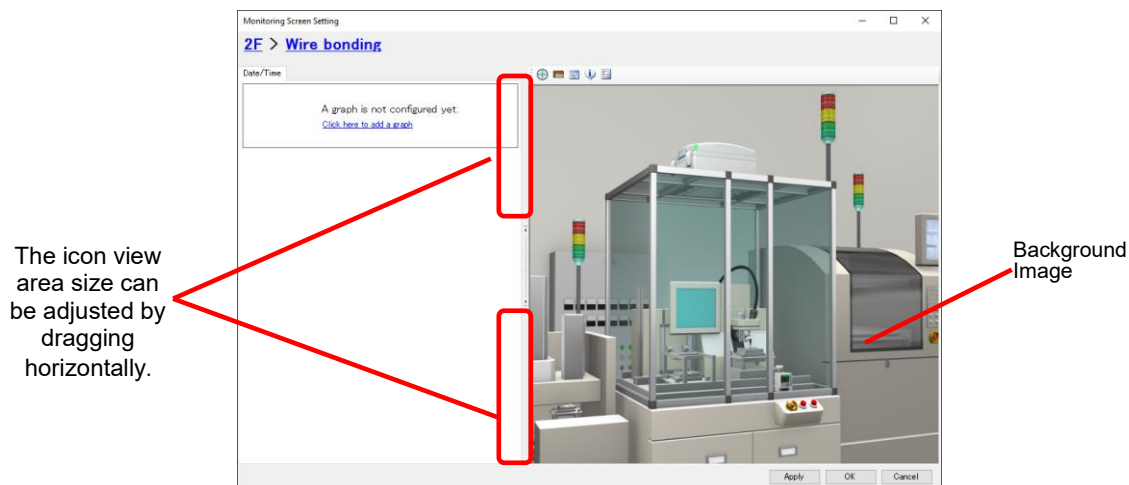 Monitoring Screen Setting
2F > Wire bonding
Date/Time
A graph is not configured yet.
Click here to add a graph
The icon view
area size can
be adjusted by
dragging
horizontally.
Background
Image
Apply OK Cancel